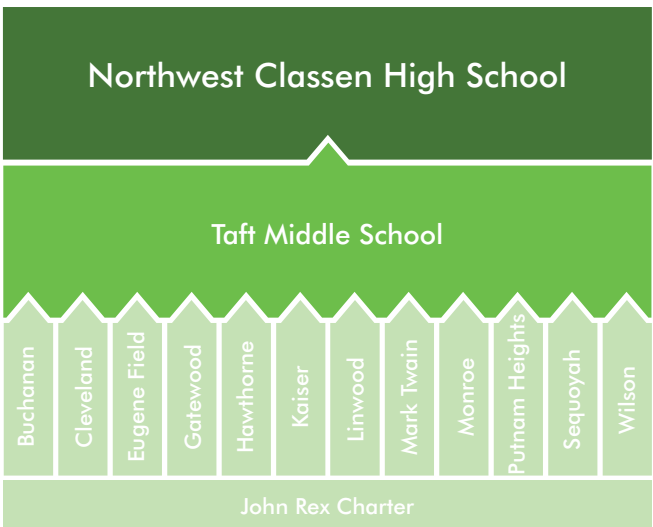 Northwest Classen High School
Taft Middle School
Buchanan
Cleveland
Eugene Field
Gatewood
Hawthorne
Kaiser
Linwood
Mark Twain
Monroe
Putnam Heights
Sequoyah
Wilson
John Rex Charter